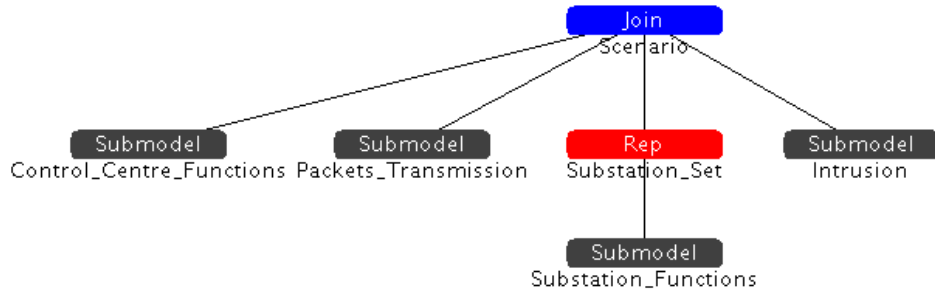 Join
Scenario
Submodel Submodel Rep Submodel
Control_Centre_Functions Packets_Transmission Substation_Set Intrusion
Submodel
Substation_Functions